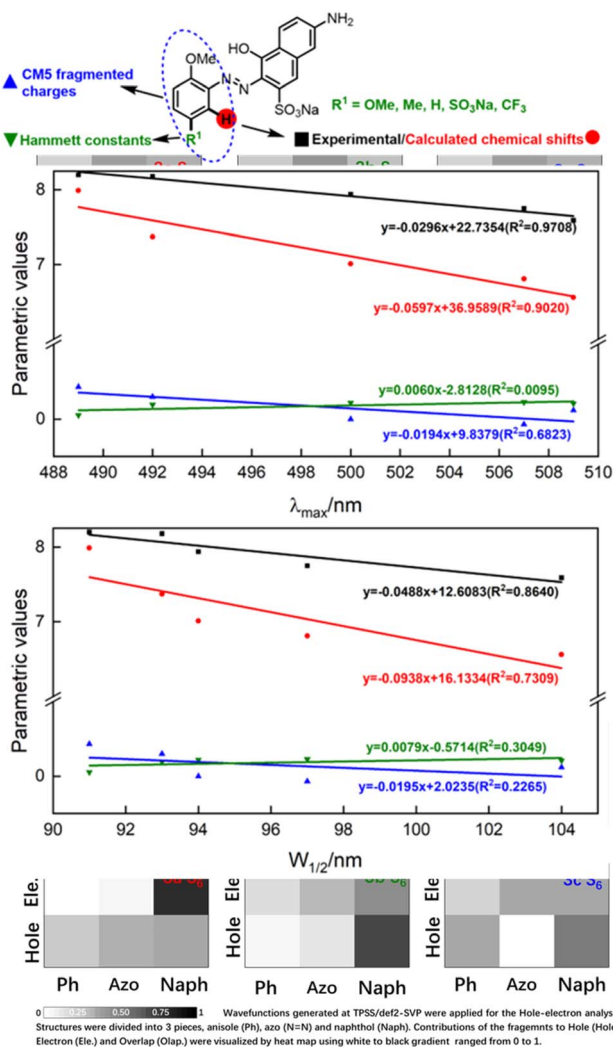 NH₂
HO
OMe
N
N
SO₃Na
H
R¹
CM5 fragmented
charges
R¹ = OMe, Me, H, SO₃Na, CF₃
Hammett constants
Experimental/Calculated chemical shifts
8
7
0
Parametric values
y=-0.0296x+22.7354(R²=0.9708)
y=-0.0597x+36.9589(R²=0.9020)
y=0.0060x-2.8128(R²=0.0095)
y=-0.0194x+9.8379(R²=0.6823)
488 490 492 494 496 498 500 502 504 506 508 510
λmax/nm
8
7
0
Parametric values
y=-0.0488x+12.6083(R²=0.8640)
y=-0.0938x+16.1334(R²=0.7309)
y=0.0079x-0.5714(R²=0.3049)
y=-0.0195x+2.0235(R²=0.2265)
90 92 94 96 98 100 102 104
W1/2/nm
3a S₆
3b S₆
3c S₆
Ele.
Hole
Ph Azo Naph
Ele.
Hole
Ph Azo Naph
Ele.
Hole
Ph Azo Naph
0 0.25 0.50 0.75 1
Wavefunctions generated at TPSS/def2-SVP were applied for the Hole-electron analys
Structures were divided into 3 pieces, anisole (Ph), azo (N=N) and naphthol (Naph). Contributions of the fragemnts to Hole (Hole
Electron (Ele.) and Overlap (Olap.) were visualized by heat map using white to black gradient ranged from 0 to 1.